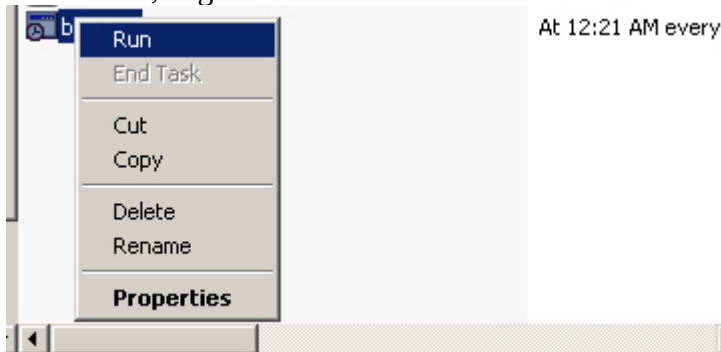 b
Run
At 12:21 AM every
End Task
Cut
Copy
Delete
Rename
Properties